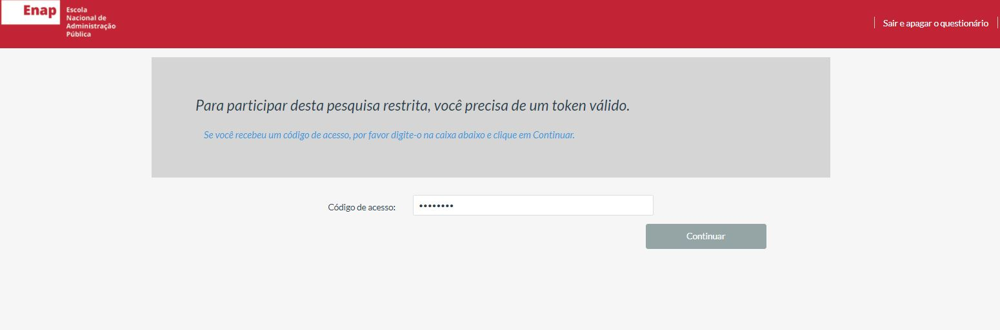 Enap
Escola
Nacional de
Administração
Pública
Sair e apagar o questionário
Para participar desta pesquisa restrita, você precisa de um token válido.
Se você recebeu um código de acesso, por favor digite-o na caixa abaixo e clique em Continuar.
Código de acesso: ••••••••
Continuar